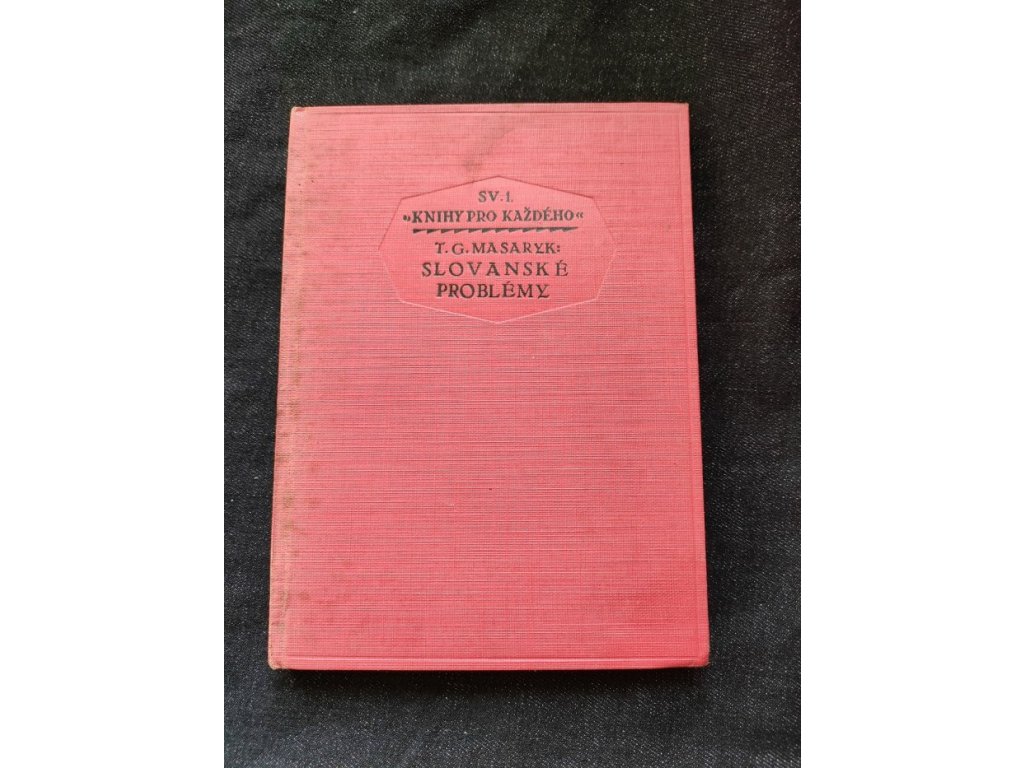 SV. 1.
»KNIHY PRO KAŽDÉHO«
T. G. MASARYK:
SLOVANSKÉ
PROBLÉMY